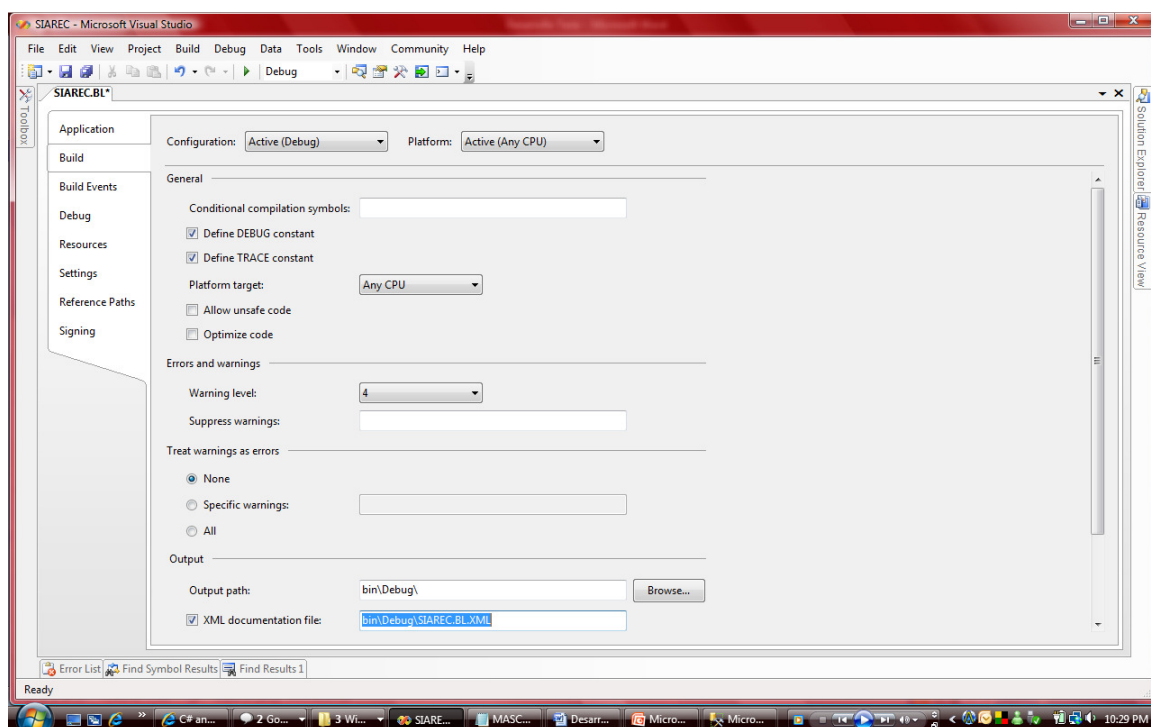 SIAREC - Microsoft Visual Studio
File Edit View Project Build Debug Data Tools Window Community Help
Debug
SIAREC.BL*
Toolbox
Solution Explorer
Resource View
Application
Build
Build Events
Debug
Resources
Settings
Reference Paths
Signing
Configuration: Active (Debug) Platform: Active (Any CPU)
General
Conditional compilation symbols:
Define DEBUG constant
Define TRACE constant
Platform target: Any CPU
Allow unsafe code
Optimize code
Errors and warnings
Warning level: 4
Suppress warnings:
Treat warnings as errors
None
Specific warnings:
All
Output
Output path: bin\Debug\ Browse...
XML documentation file: bin\Debug\SIAREC.BL.XML
Error List Find Symbol Results Find Results 1
Ready
C# an... 2 Go... 3 Wi... SIARE... MASC... Desarr... Micro... Micro... 10:29 PM